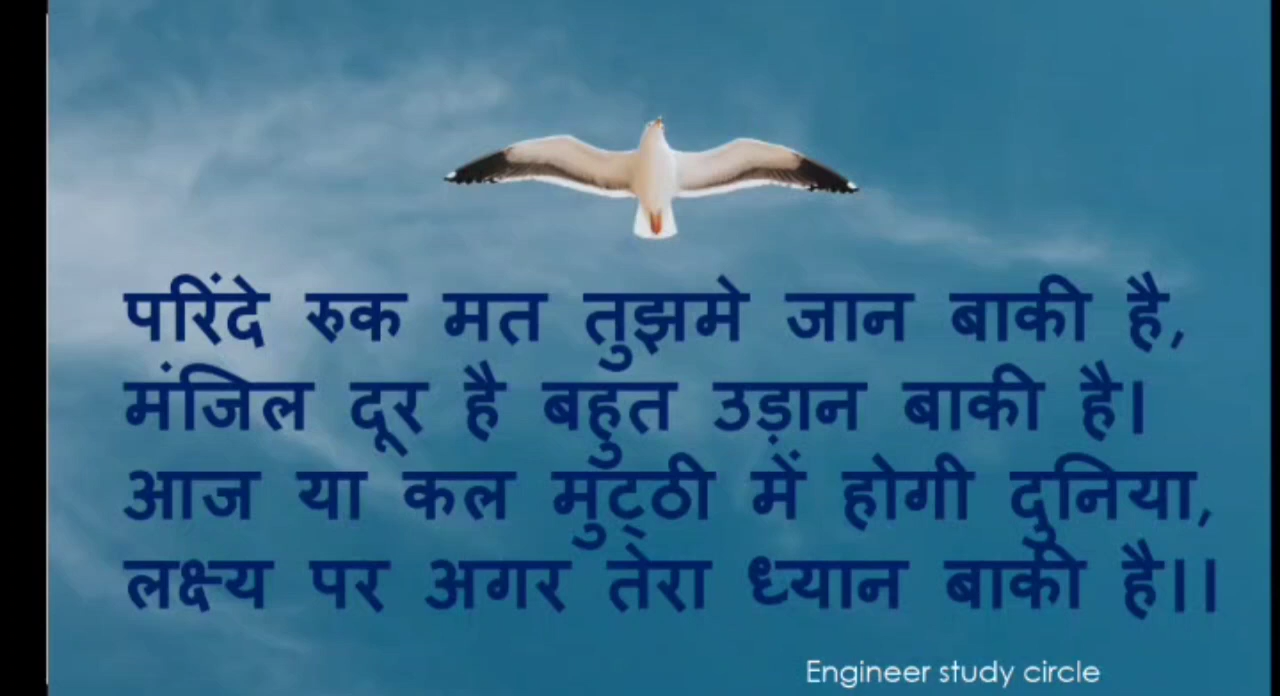 परिंदे रुक मत तुझमे जान बाकी है,
मंजिल दूर है बहुत उड़ान बाकी है।
आज या कल मुट्ठी में होगी दुनिया,
लक्ष्य पर अगर तेरा ध्यान बाकी है।।
Engineer study circle